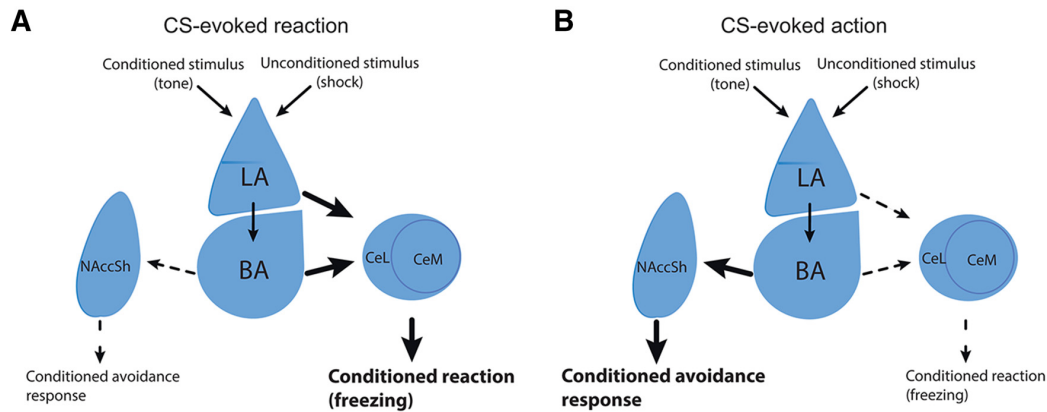 A
CS-evoked reaction
Conditioned stimulus
(tone)
Unconditioned stimulus
(shock)
LA
BA
NAccSh
CeL
CeM
Conditioned avoidance
response
Conditioned reaction
(freezing)
B
CS-evoked action
Conditioned stimulus
(tone)
Unconditioned stimulus
(shock)
LA
BA
NAccSh
CeL
CeM
Conditioned avoidance
response
Conditioned reaction
(freezing)